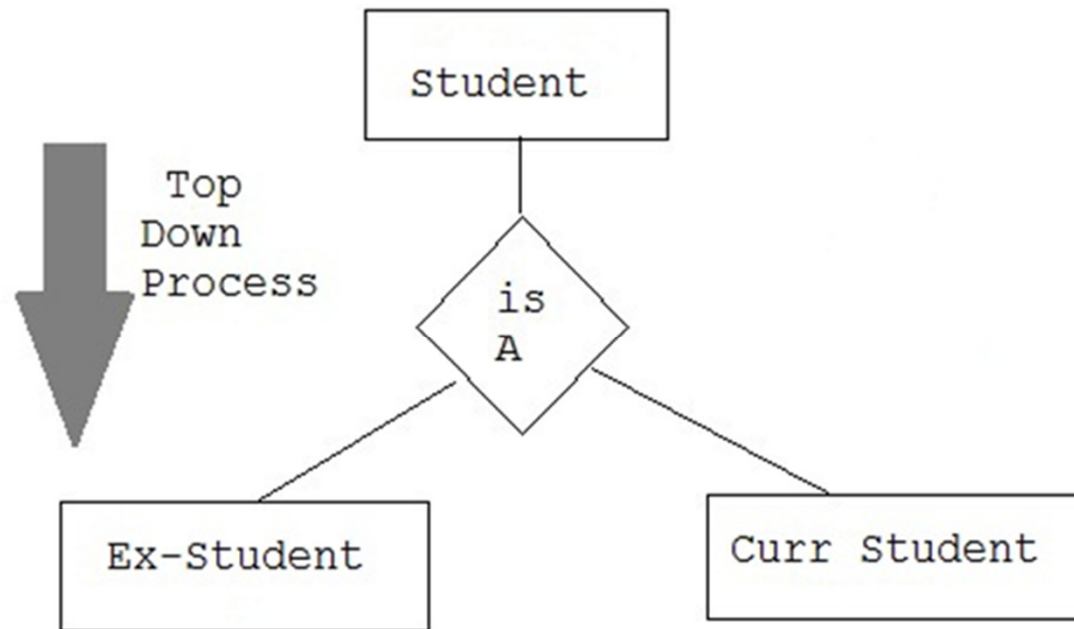 Student
Top
Down
Process
is
A
Ex-Student
Curr Student